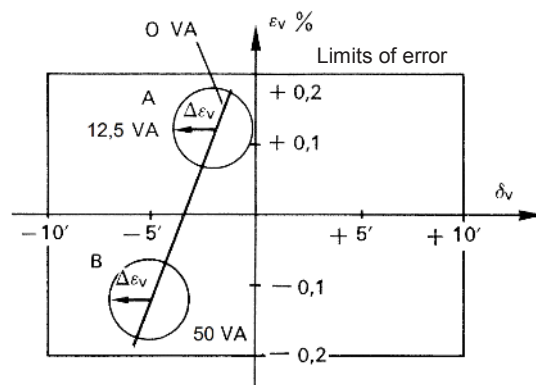 O VA
εᵥ %
Limits of error
A
Δεᵥ
+ 0,2
12,5 VA
+ 0,1
δᵥ
− 10′
− 5′
+ 5′
+ 10′
B
Δεᵥ
− 0,1
50 VA
− 0,2